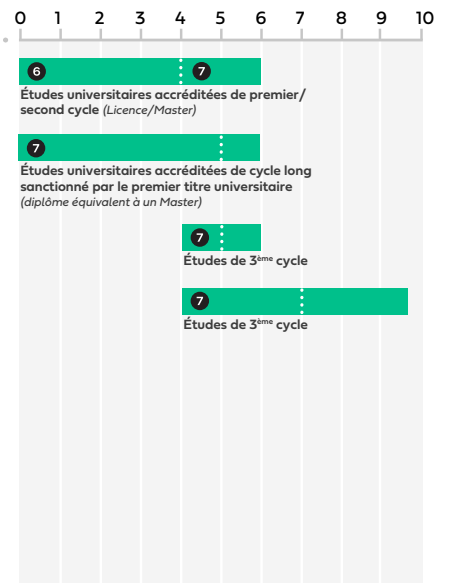 0 1 2 3 4 5 6 7 8 9 10
6 7
Études universitaires accréditées de premier/
second cycle (Licence/Master)
7
Études universitaires accréditées de cycle long
sanctionné par le premier titre universitaire
(diplôme équivalent à un Master)
7
Études de 3ème cycle
7
Études de 3ème cycle